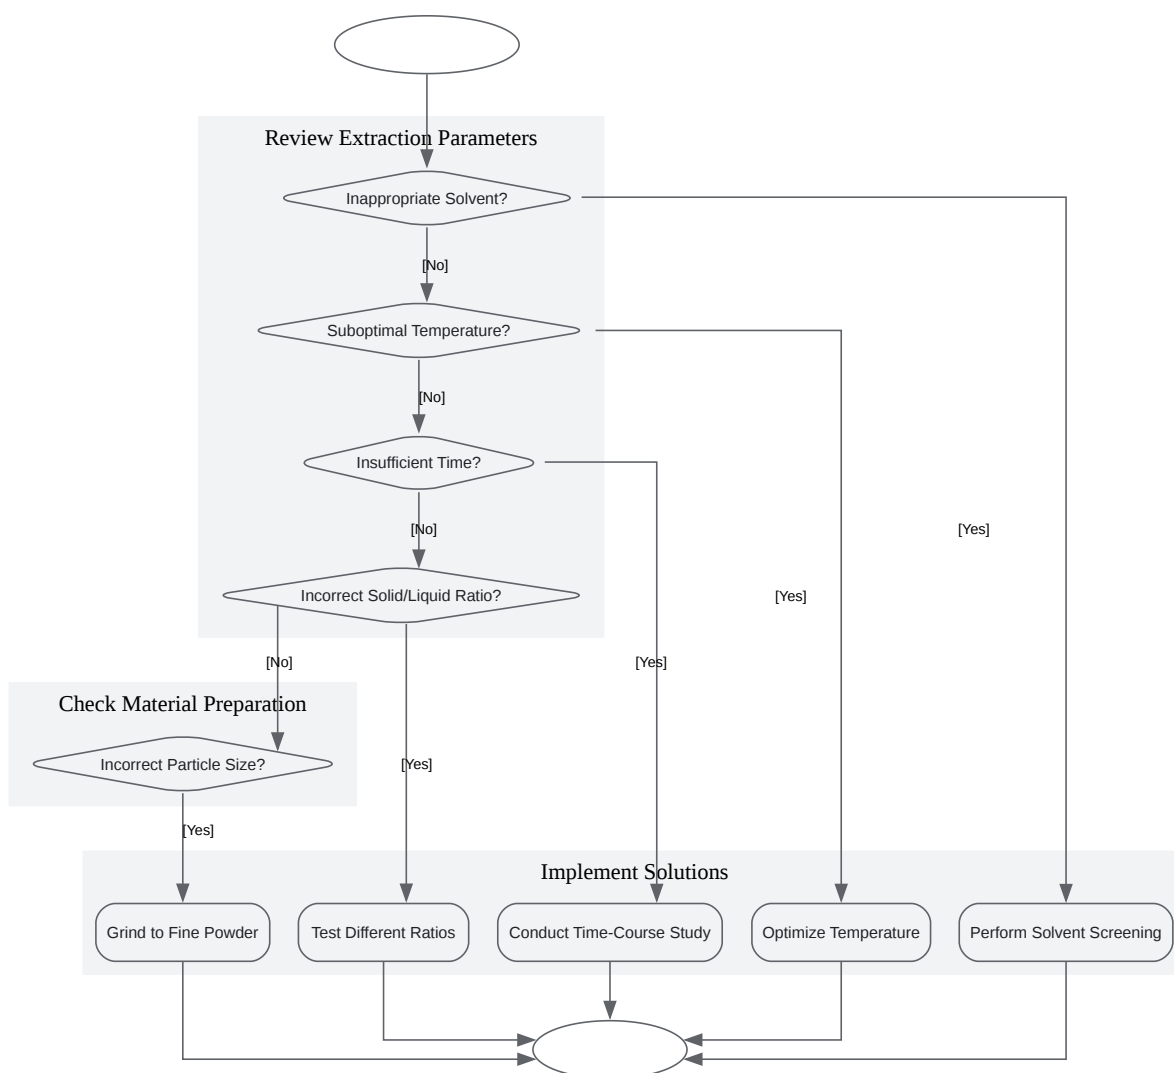 Review Extraction Parameters
Inappropriate Solvent?
[No]
Suboptimal Temperature?
[No]
Insufficient Time?
[No]
[Yes]
Incorrect Solid/Liquid Ratio?
[Yes]
[No]
[Yes]
Check Material Preparation
Incorrect Particle Size?
[Yes]
[Yes]
Implement Solutions
Grind to Fine Powder
Test Different Ratios
Conduct Time-Course Study
Optimize Temperature
Perform Solvent Screening